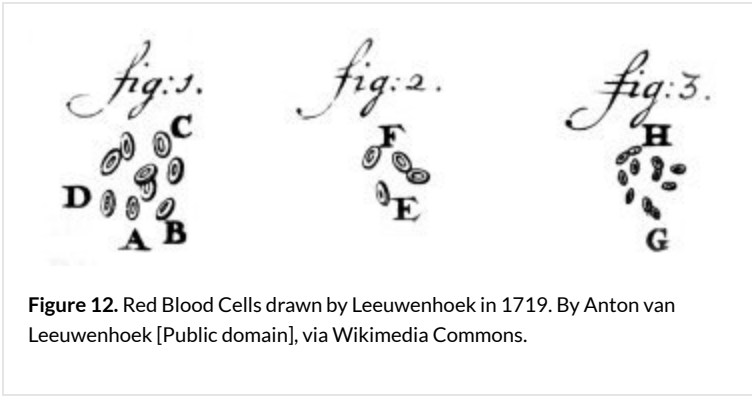 fig:1. fig:2. fig:3.
C F H
D E
A B G
Figure 12. Red Blood Cells drawn by Leeuwenhoek in 1719. By Anton van
Leeuwenhoek [Public domain], via Wikimedia Commons.